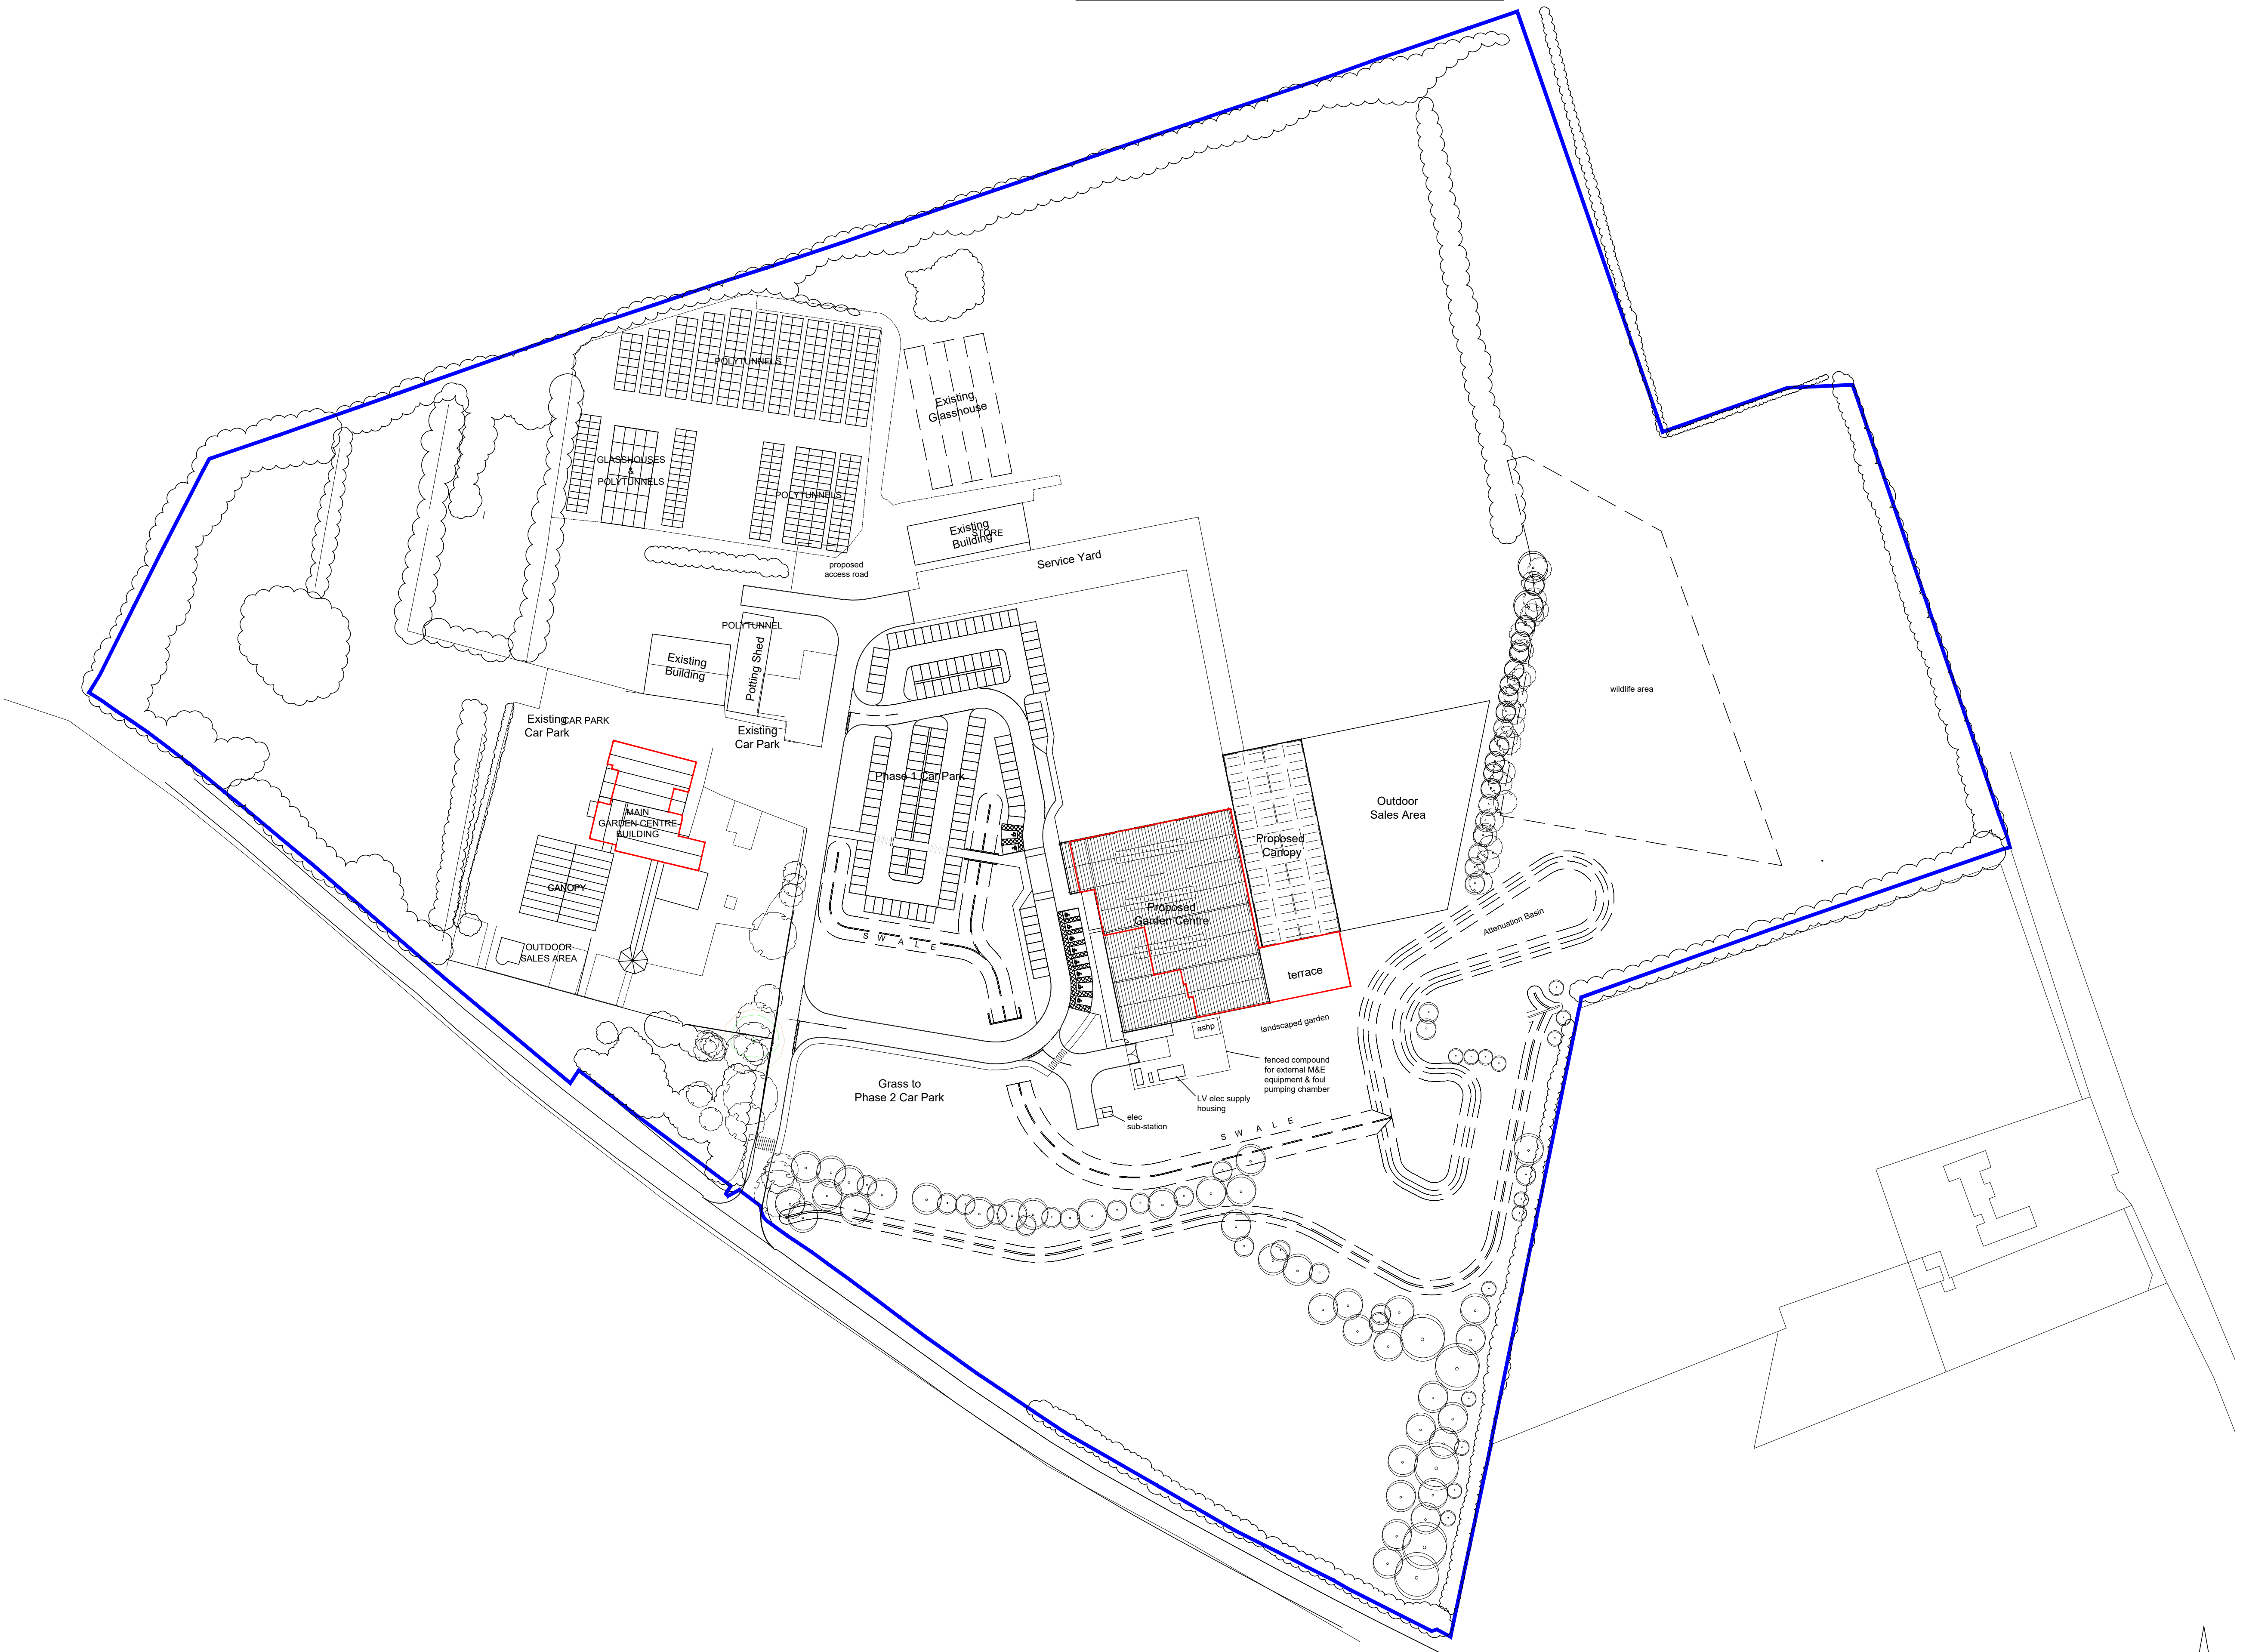 POLYTUNNELS
Existing
Glasshouse
GLASSHOUSES
&
POLYTUNNELS
POLYTUNNELS
Existing
Building
STORE
Service Yard
proposed
access road
POLYTUNNEL
Potting Shed
Existing
Building
wildlife area
Existing
Car Park
CAR PARK
Existing
Car Park
Phase 1 Car Park
MAIN
GARDEN CENTRE
BUILDING
Outdoor
Sales Area
Proposed
Canopy
CANOPY
Proposed
Garden Centre
Attenuation Basin
SWALE
OUTDOOR
SALES AREA
terrace
ashp
landscaped garden
fenced compound
for external M&E
equipment & foul
pumping chamber
Grass to
Phase 2 Car Park
LV elec supply
housing
elec
sub-station
SWALE